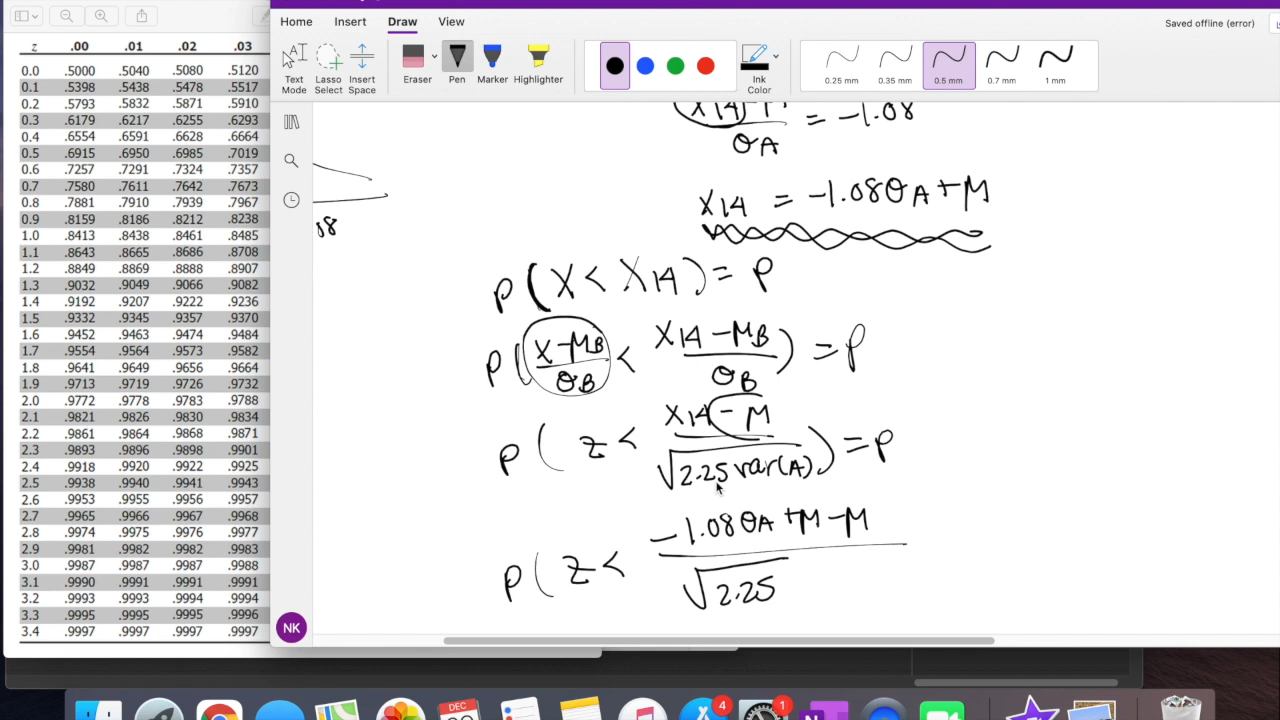 Home Insert Draw View
Saved offline (error)
Text Mode
Lasso Select
Insert Space
Eraser
Pen
Marker
Highlighter
Ink Color
0.25 mm
0.35 mm
0.5 mm
0.7 mm
1 mm
z .00 .01 .02 .03
0.0 .5000 .5040 .5080 .5120
0.1 .5398 .5438 .5478 .5517
0.2 .5793 .5832 .5871 .5910
0.3 .6179 .6217 .6255 .6293
0.4 .6554 .6591 .6628 .6664
0.5 .6915 .6950 .6985 .7019
0.6 .7257 .7291 .7324 .7357
0.7 .7580 .7611 .7642 .7673
0.8 .7881 .7910 .7939 .7967
0.9 .8159 .8186 .8212 .8238
1.0 .8413 .8438 .8461 .8485
1.1 .8643 .8665 .8686 .8708
1.2 .8849 .8869 .8888 .8907
1.3 .9032 .9049 .9066 .9082
1.4 .9192 .9207 .9222 .9236
1.5 .9332 .9345 .9357 .9370
1.6 .9452 .9463 .9474 .9484
1.7 .9554 .9564 .9573 .9582
1.8 .9641 .9649 .9656 .9664
1.9 .9713 .9719 .9726 .9732
2.0 .9772 .9778 .9783 .9788
2.1 .9821 .9826 .9830 .9834
2.2 .9861 .9864 .9868 .9871
2.3 .9893 .9896 .9898 .9901
2.4 .9918 .9920 .9922 .9925
2.5 .9938 .9940 .9941 .9943
2.6 .9953 .9955 .9956 .9957
2.7 .9965 .9966 .9967 .9968
2.8 .9974 .9975 .9976 .9977
2.9 .9981 .9982 .9982 .9983
3.0 .9987 .9987 .9987 .9988
3.1 .9990 .9991 .9991 .9991
3.2 .9993 .9993 .9994 .9994
3.3 .9995 .9995 .9995 .9996
3.4 .9997 .9997 .9997 .9997
= -1.08
θA
x14 = -1.08θA+M
08
P(X < X14) = P
P(X-MB/θB < X14-MB/θB) = P
P(z < X14-M/√2.25 var(A)) = P
P(z < -1.08θA+M-M/√2.25
NK
DEC
4
1